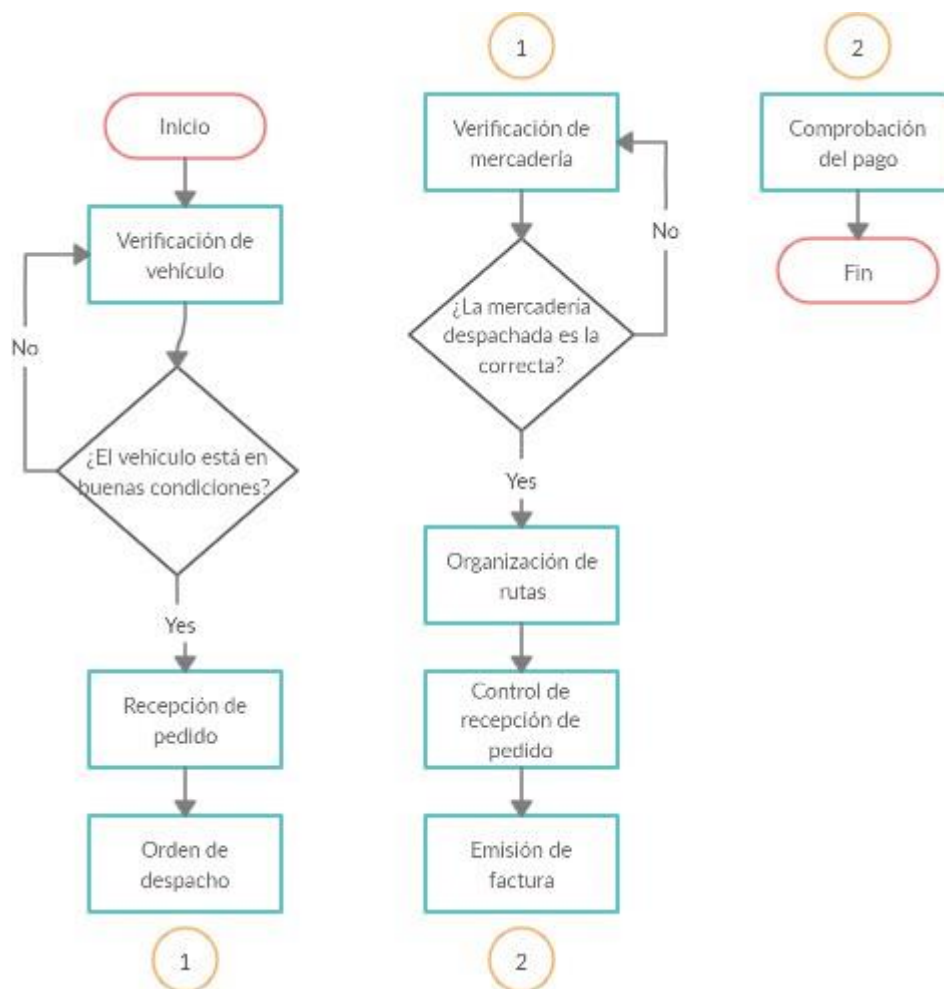 Inicio
Verificación de
vehículo
No
¿El vehículo está en
buenas condiciones?
Yes
Recepción de
pedido
Orden de
despacho
1
1
Verificación de
mercadería
No
¿La mercadería
despachada es la
correcta?
Yes
Organización de
rutas
Control de
recepción de
pedido
Emisión de
factura
2
2
Comprobación
del pago
Fin